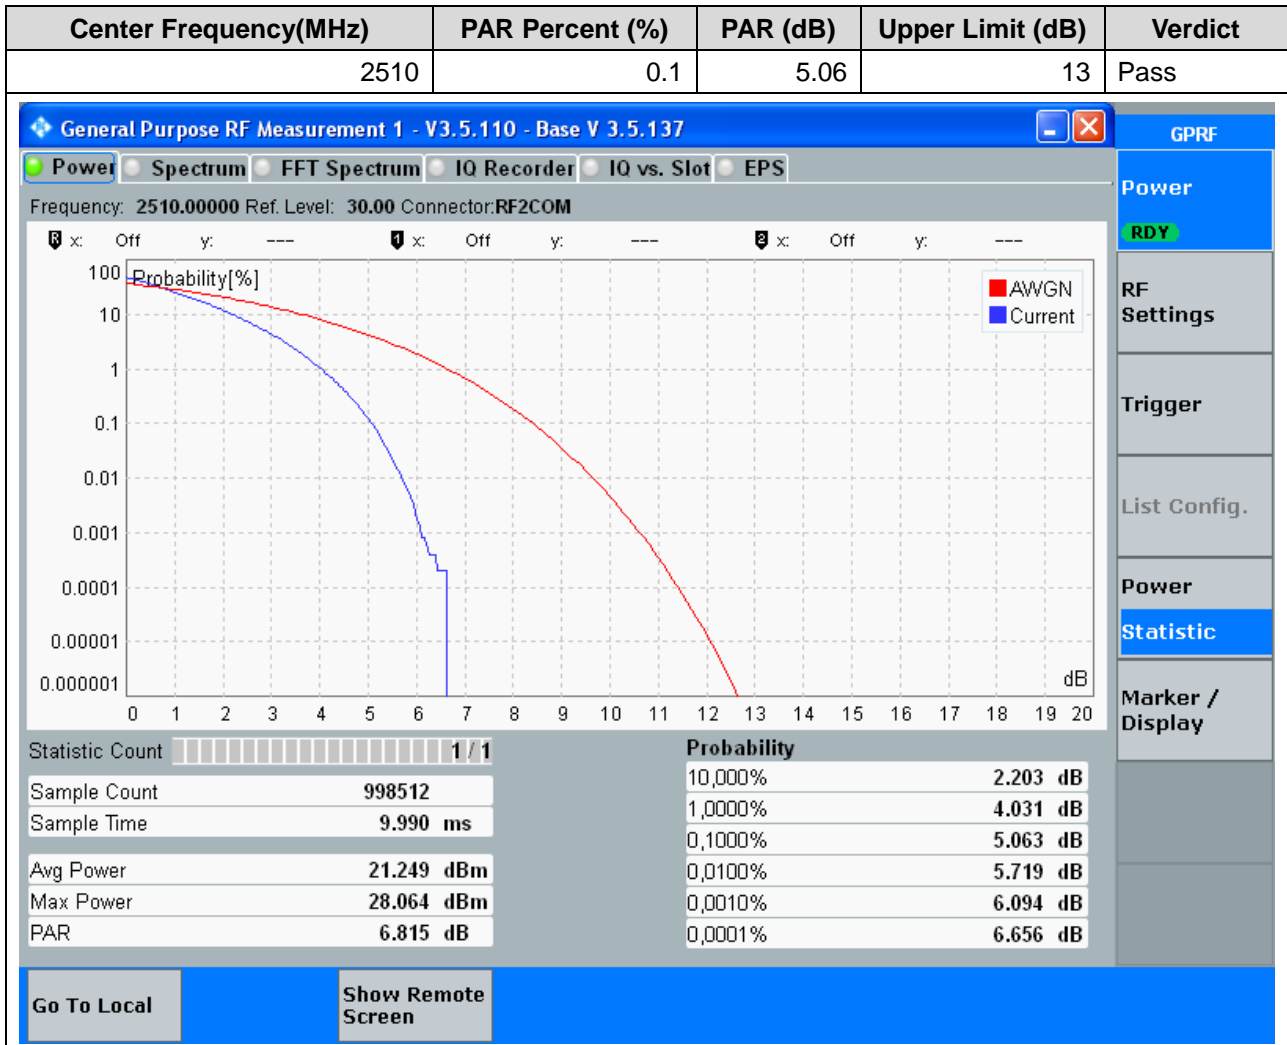 Center Frequency(MHz) PAR Percent (%) PAR (dB) Upper Limit (dB) Verdict
2510 0.1 5.06 13 Pass
General Purpose RF Measurement 1 - V3.5.110 - Base V 3.5.137
GPRF
Power Spectrum FFT Spectrum IQ Recorder IQ vs. Slot EPS
Power
RDY
Frequency: 2510.00000 Ref. Level: 30.00 Connector:RF2COM
R x: Off y: --- 1 x: Off y: --- 2 x: Off y: ---
Probability[%]
AWGN
Current
100
10
1
0.1
0.01
0.001
0.0001
0.00001
0.000001
dB
0 1 2 3 4 5 6 7 8 9 10 11 12 13 14 15 16 17 18 19 20
RF
Settings
Trigger
List Config.
Power
Statistic
Marker /
Display
Statistic Count 1 / 1
Sample Count 998512
Sample Time 9.990 ms
Avg Power 21.249 dBm
Max Power 28.064 dBm
PAR 6.815 dB
Probability
10,000% 2.203 dB
1,0000% 4.031 dB
0,1000% 5.063 dB
0,0100% 5.719 dB
0,0010% 6.094 dB
0,0001% 6.656 dB
Go To Local
Show Remote
Screen